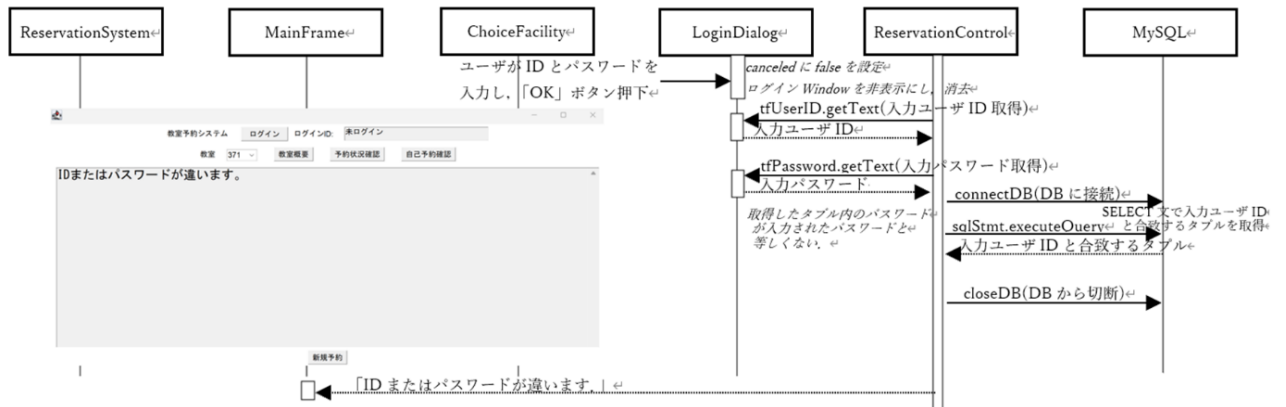 ReservationSystem↵
MainFrame↵
ChoiceFacility↵
LoginDialog↵
ReservationControl↵
MySQL↵
ユーザが ID とパスワードを
入力し，「OK」ボタン押下↵
canceled に false を設定↵
ログイン Window を非表示にし，消去↵
tfUserID.getText(入力ユーザ ID 取得)↵
入力ユーザ ID↵
教室予約システム ログイン ログインID: 未ログイン
教室 371 教室概要 予約状況確認 自己予約確認
IDまたはパスワードが違います。
tfPassword.getText(入力パスワード取得)↵
入力パスワード
connectDB(DB に接続)↵
取得したタプル内のパスワード↵
が入力されたパスワードと
等しくない．↵
SELECT 文で入力ユーザ ID
sqlStmt.executeQuery↵ と合致するタプルを取得↵
入力ユーザ ID と合致するタプル↵
closeDB(DB から切断)↵
新規予約
「ID またはパスワードが違います．」↵